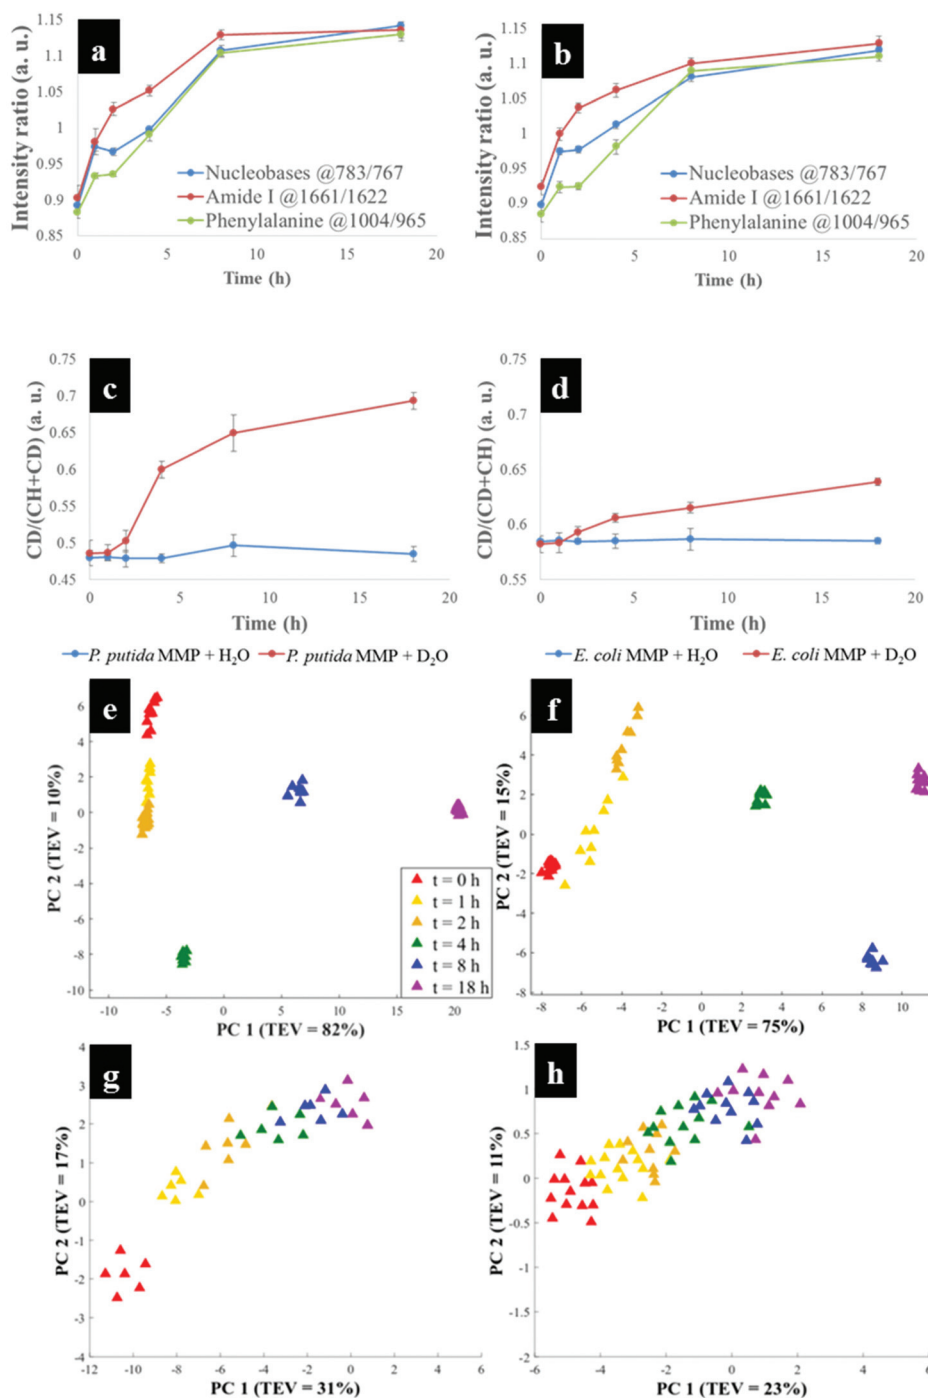 a
1.15
1.1
1.05
1
0.95
0.9
0.85
Intensity ratio (a. u.)
Nucleobases @783/767
Amide I @1661/1622
Phenylalanine @1004/965
0 5 10 15 20
Time (h)
b
1.15
1.1
1.05
1
0.95
0.9
0.85
Intensity ratio (a. u.)
Nucleobases @783/767
Amide I @1661/1622
Phenylalanine @1004/965
0 5 10 15 20
Time (h)
c
0.75
0.7
0.65
0.6
0.55
0.5
0.45
CD/(CH+CD) (a. u.)
0 5 10 15 20
Time (h)
P. putida MMP + H₂O P. putida MMP + D₂O
d
0.75
0.7
0.65
0.6
0.55
CD/(CD+CH) (a. u.)
0 5 10 15 20
Time (h)
E. coli MMP + H₂O E. coli MMP + D₂O
e
6
4
2
0
-2
-4
-6
-8
-10
PC 2 (TEV = 10%)
t = 0 h
t = 1 h
t = 2 h
t = 4 h
t = 8 h
t = 18 h
-10 -5 0 5 10 15 20
PC 1 (TEV = 82%)
f
6
4
2
0
-2
-4
-6
-8
PC 2 (TEV = 15%)
-8 -6 -4 -2 0 2 4 6 8 10
PC 1 (TEV = 75%)
g
4
3
2
1
0
-1
-2
-3
-4
PC 2 (TEV = 17%)
-12 -10 -8 -6 -4 -2 0 2 4 6
PC 1 (TEV = 31%)
h
1.5
1
0.5
0
-0.5
-1
-1.5
-2
PC 2 (TEV = 11%)
-6 -4 -2 0 2 4 6
PC 1 (TEV = 23%)